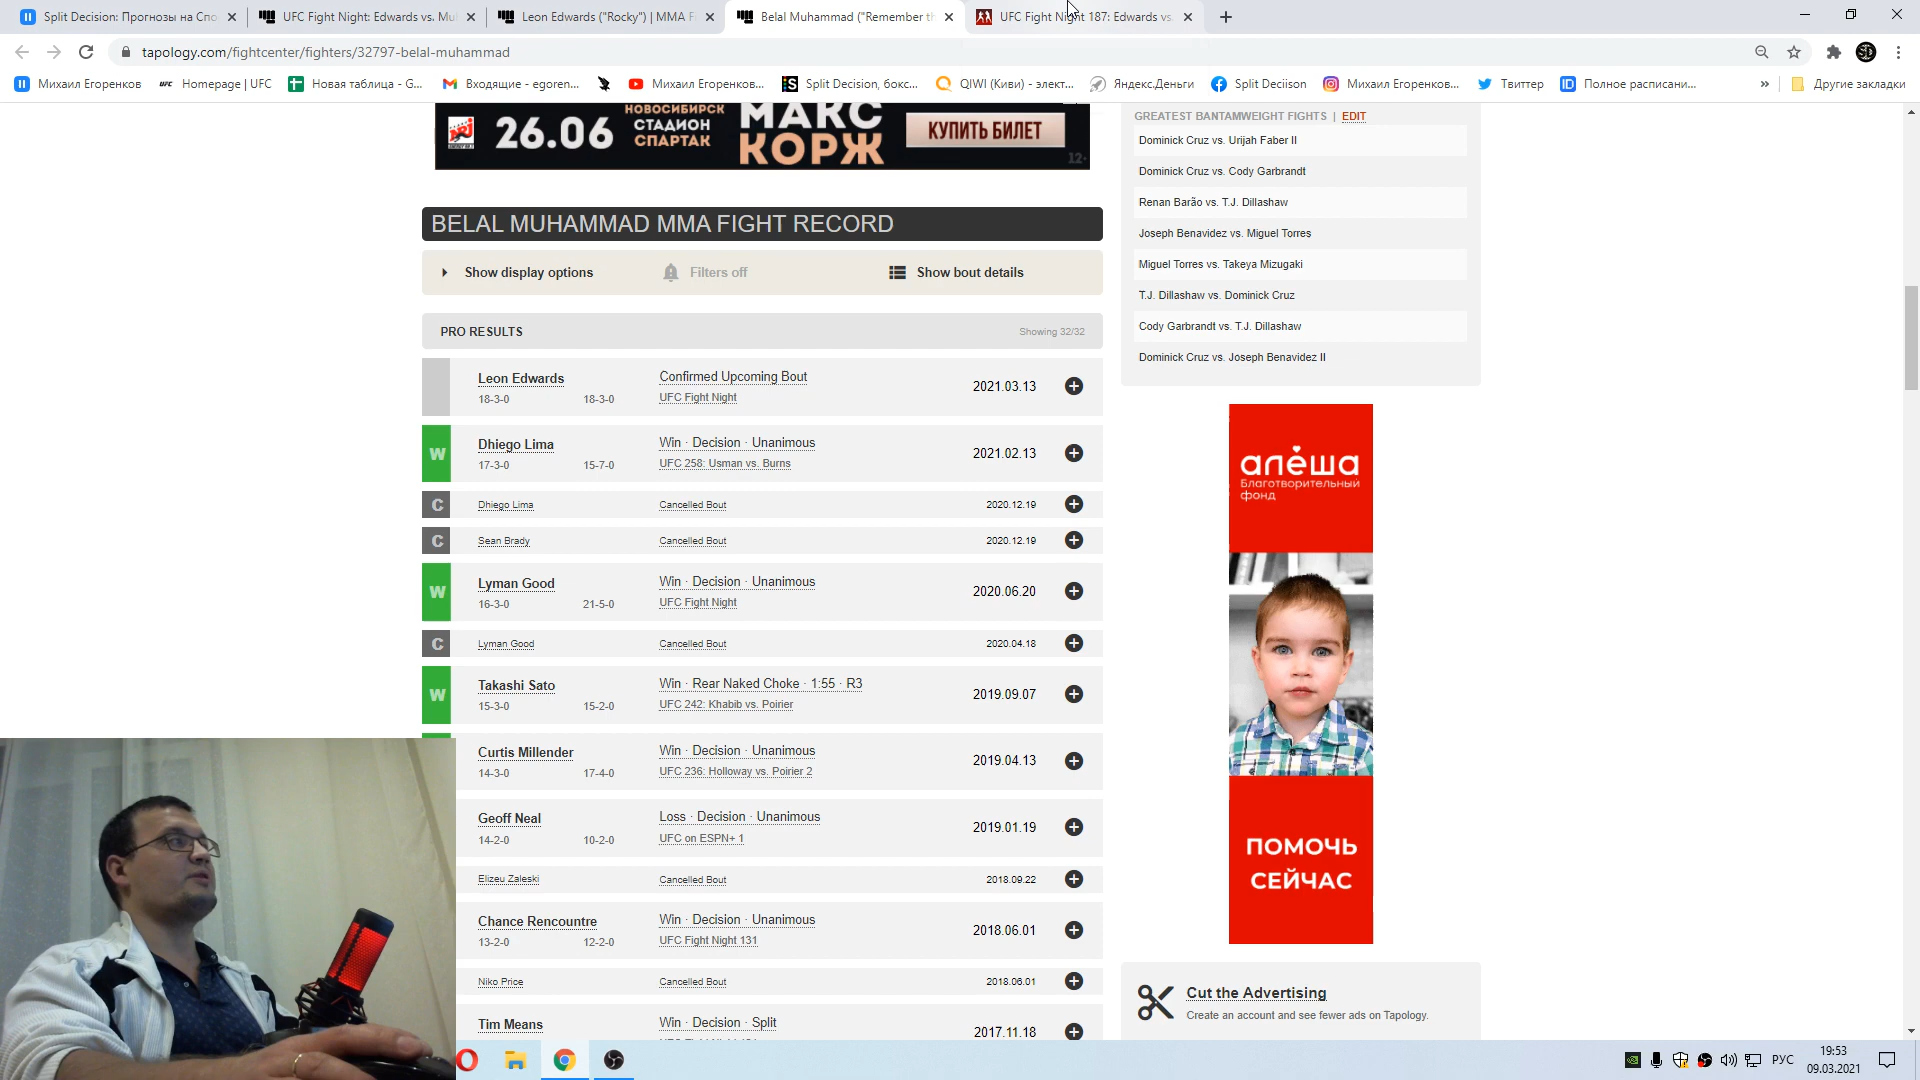 Split Decision: Прогнозы на Спо
UFC Fight Night: Edwards vs. Mu
Leon Edwards ("Rocky") | MMA F
Belal Muhammad ("Remember th
UFC Fight Night 187: Edwards vs.
tapology.com/fightcenter/fighters/32797-belal-muhammad
Михаил Егоренков
UFC
Homepage | UFC
Новая таблица - G...
Входящие - egoren...
Михаил Егоренков...
Split Decision, бокс...
QIWI (Киви) - элект...
Яндекс.Деньги
Split Deciison
Михаил Егоренков...
Твиттер
Полное расписани...
»
Другие закладки
26.06
НОВОСИБИРСК
СТАДИОН
СПАРТАК
МАКС
КОРЖ
КУПИТЬ БИЛЕТ
12+
GREATEST BANTAMWEIGHT FIGHTS | EDIT
Dominick Cruz vs. Urijah Faber II
Dominick Cruz vs. Cody Garbrandt
Renan Barão vs. T.J. Dillashaw
Joseph Benavidez vs. Miguel Torres
Miguel Torres vs. Takeya Mizugaki
T.J. Dillashaw vs. Dominick Cruz
Cody Garbrandt vs. T.J. Dillashaw
Dominick Cruz vs. Joseph Benavidez II
BELAL MUHAMMAD MMA FIGHT RECORD
Show display options
Filters off
Show bout details
PRO RESULTS
Showing 32/32
Leon Edwards
18-3-0 18-3-0
Confirmed Upcoming Bout
UFC Fight Night
2021.03.13
W
Dhiego Lima
17-3-0 15-7-0
Win · Decision · Unanimous
UFC 258: Usman vs. Burns
2021.02.13
C Dhiego Lima Cancelled Bout 2020.12.19
C Sean Brady Cancelled Bout 2020.12.19
W
Lyman Good
16-3-0 21-5-0
Win · Decision · Unanimous
UFC Fight Night
2020.06.20
C Lyman Good Cancelled Bout 2020.04.18
W
Takashi Sato
15-3-0 15-2-0
Win · Rear Naked Choke · 1:55 · R3
UFC 242: Khabib vs. Poirier
2019.09.07
Curtis Millender
14-3-0 17-4-0
Win · Decision · Unanimous
UFC 236: Holloway vs. Poirier 2
2019.04.13
Geoff Neal
14-2-0 10-2-0
Loss · Decision · Unanimous
UFC on ESPN+ 1
2019.01.19
Elizeu Zaleski Cancelled Bout 2018.09.22
Chance Rencountre
13-2-0 12-2-0
Win · Decision · Unanimous
UFC Fight Night 131
2018.06.01
Niko Price Cancelled Bout 2018.06.01
Tim Means
Win · Decision · Split
2017.11.18
алёша
Благотворительный
фонд
ПОМОЧЬ
СЕЙЧАС
Cut the Advertising
Create an account and see fewer ads on Tapology.
РУС
19:53
09.03.2021